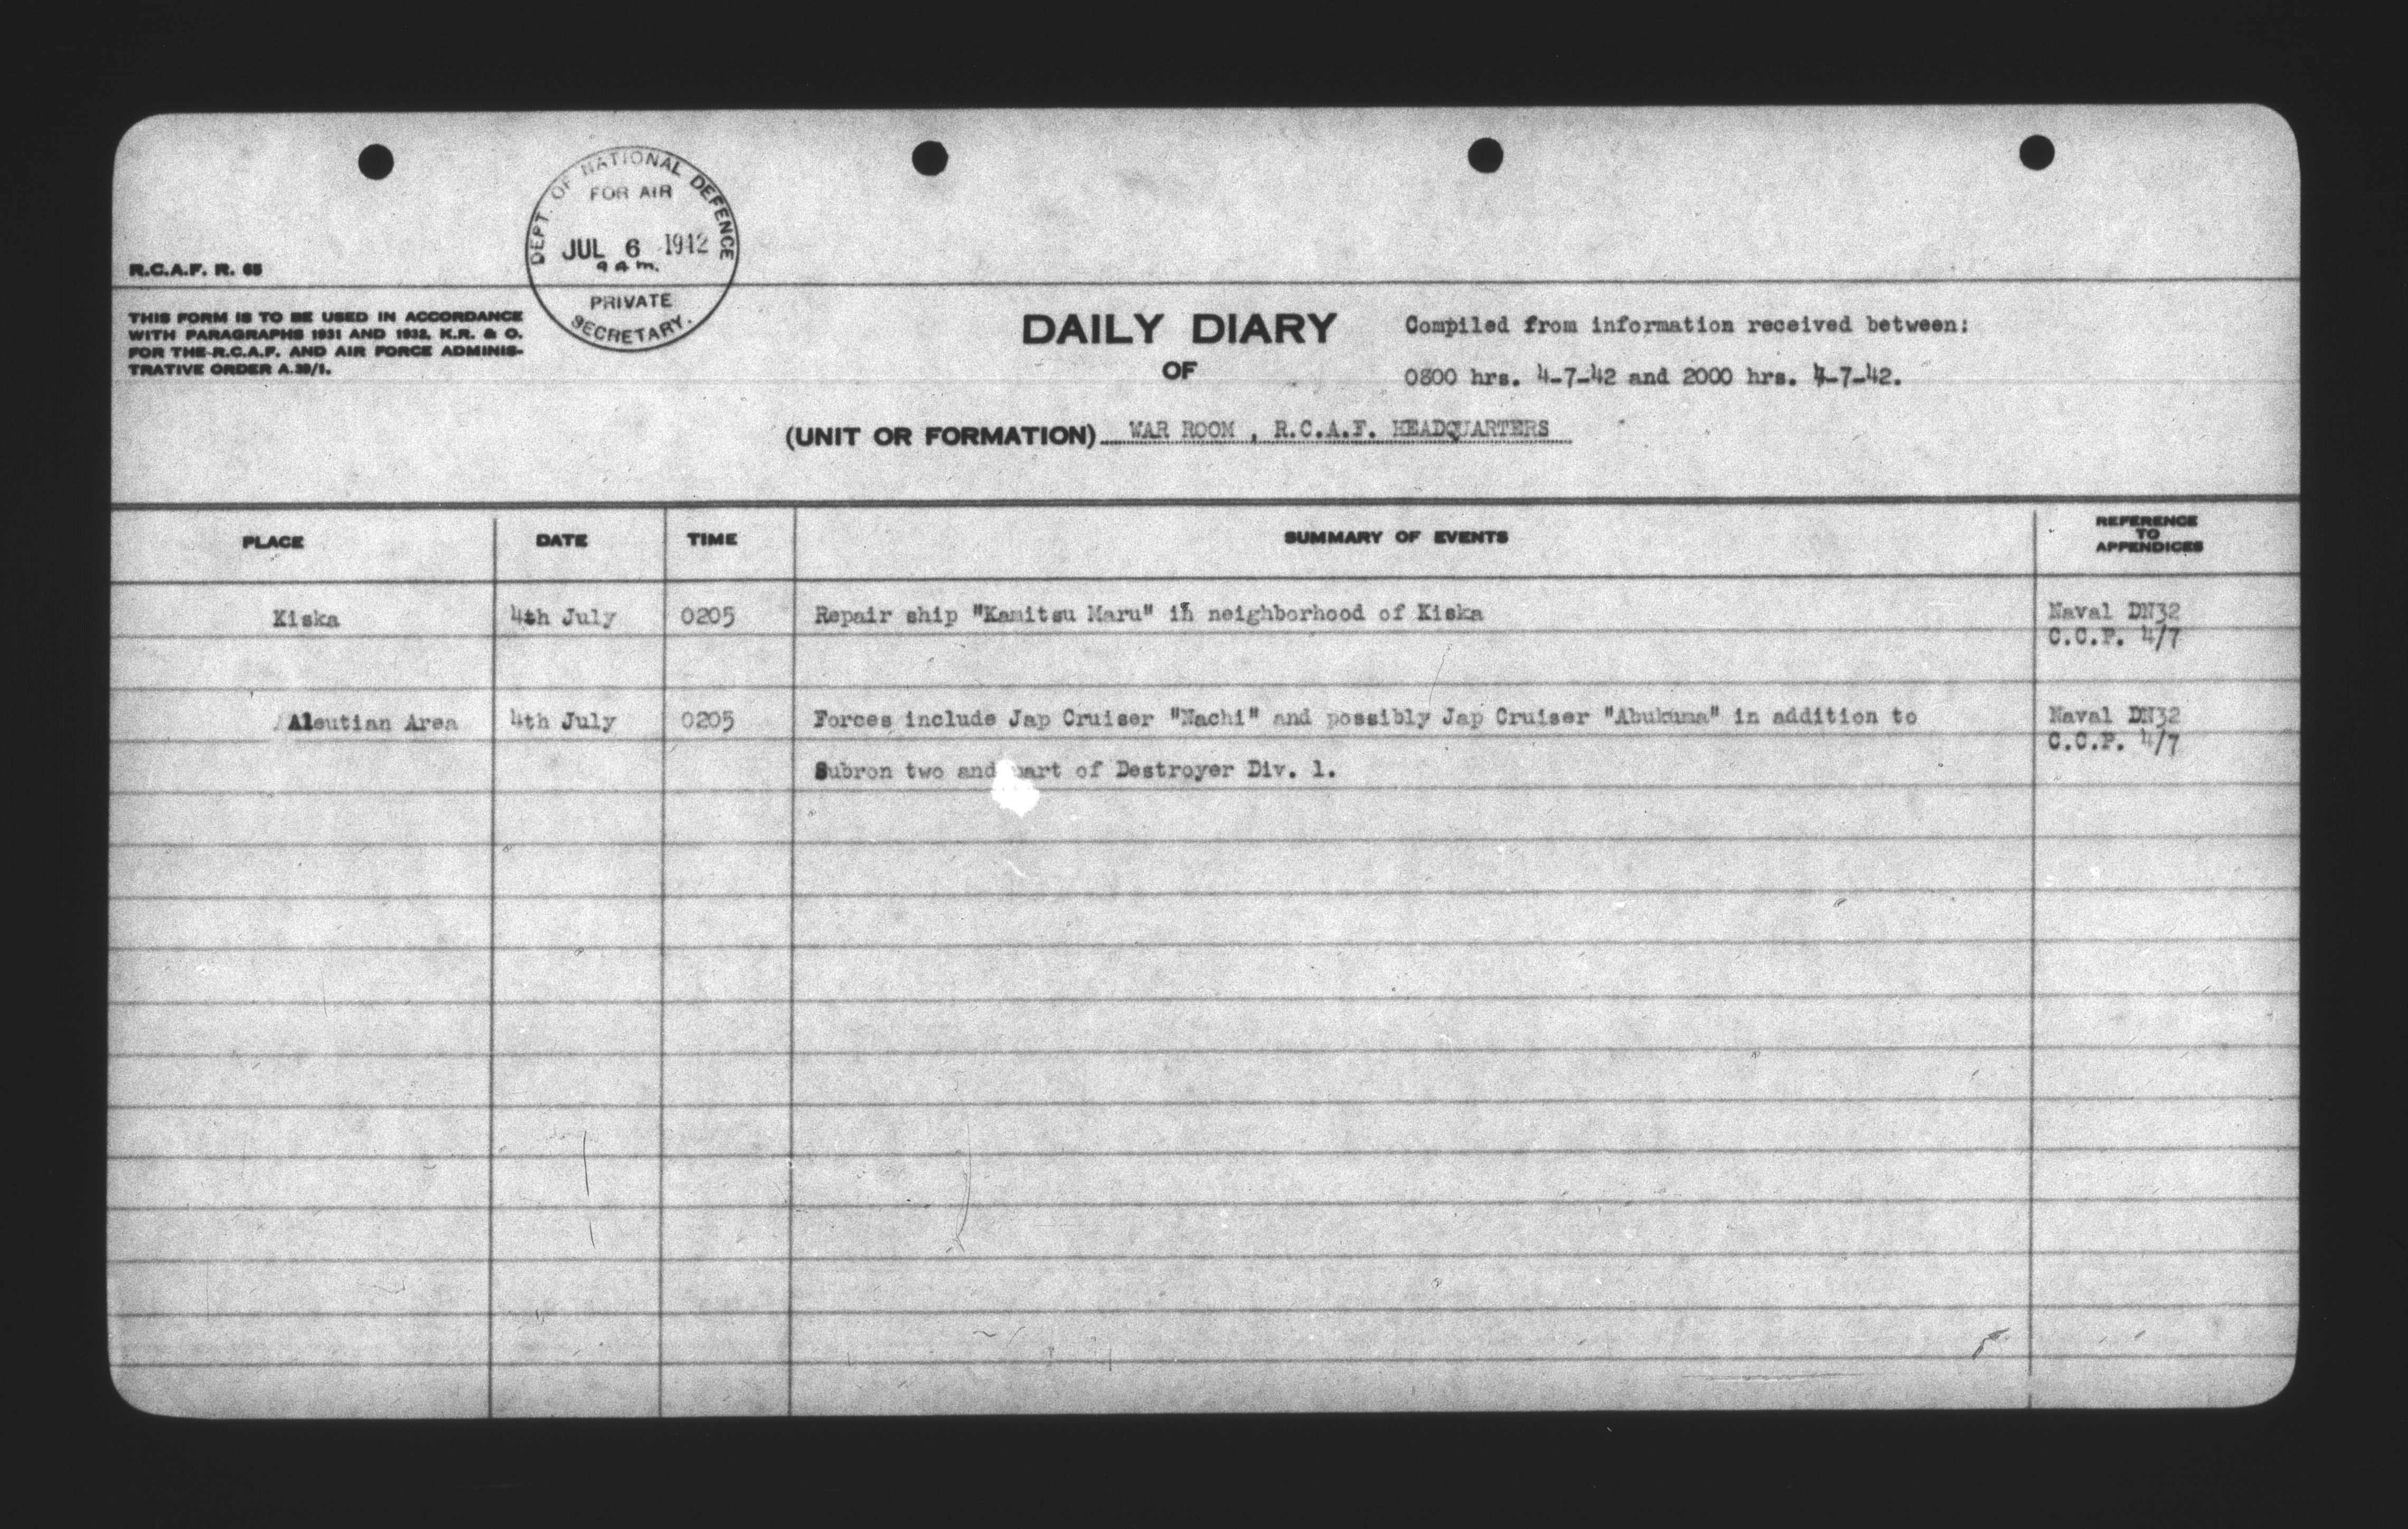 DEPT. OF NATIONAL DEFENCE
FOR AIR
JUL 6 1942
9 a m.
PRIVATE
SECRETARY.
R.C.A.F. R. 65
THIS FORM IS TO BE USED IN ACCORDANCE
WITH PARAGRAPHS 1931 AND 1932, K.R. & O.
FOR THE R.C.A.F. AND AIR FORCE ADMINIS-
TRATIVE ORDER A.39/1.
DAILY DIARY
OF
Compiled from information received between:
0800 hrs. 4-7-42 and 2000 hrs. 4-7-42.
(UNIT OR FORMATION) WAR ROOM , R.C.A.F. HEADQUARTERS
PLACE DATE TIME SUMMARY OF EVENTS REFERENCE TO APPENDICES
Kiska 4th July 0205 Repair ship "Kamitsu Maru" in neighborhood of Kiska Naval DN32
C.C.P. 4/7
Aleutian Area 4th July 0205 Forces include Jap Cruiser "Nachi" and possibly Jap Cruiser "Abukuma" in addition to Naval DN32
C.C.P. 4/7
Subron two and part of Destroyer Div. 1.